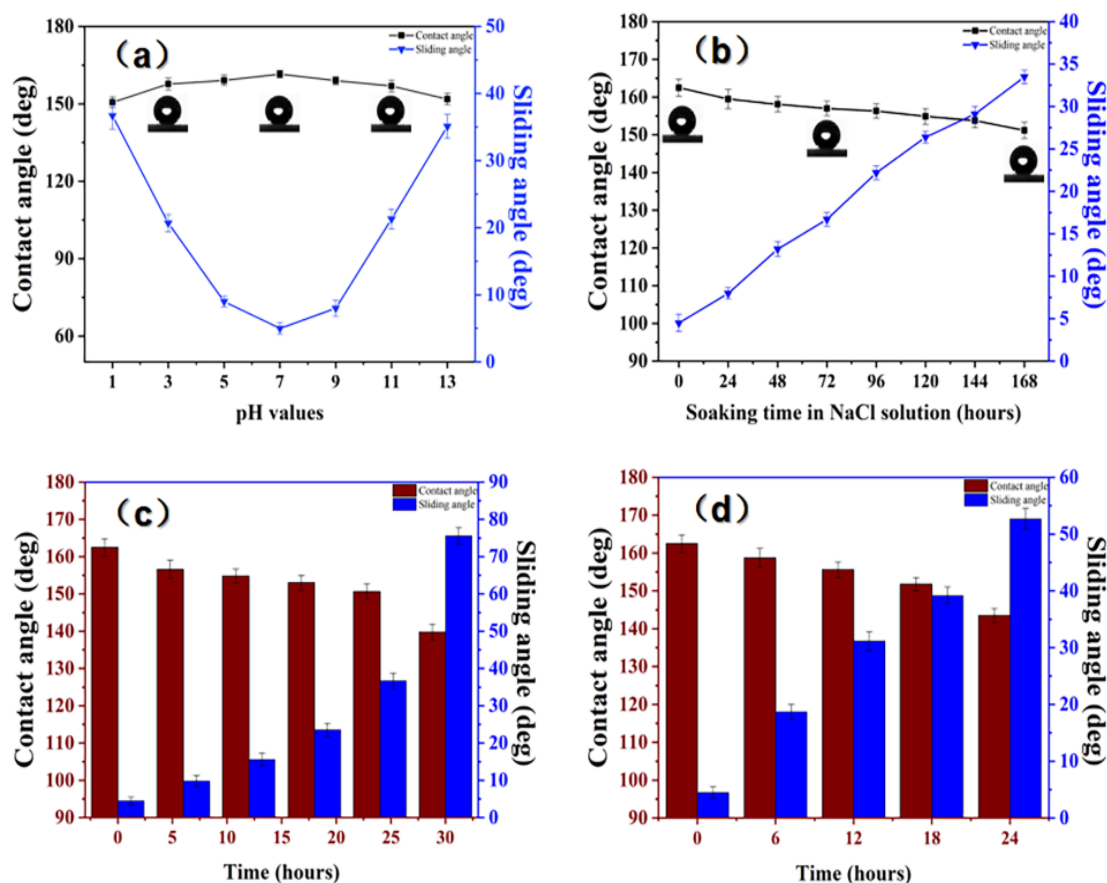 (a)
Contact angle
Sliding angle
180
150
120
90
60
50
40
30
20
10
0
1 3 5 7 9 11 13
Contact angle (deg)
Sliding angle (deg)
pH values
(b)
Contact angle
Sliding angle
180
170
160
150
140
130
120
110
100
90
40
35
30
25
20
15
10
5
0
0 24 48 72 96 120 144 168
Contact angle (deg)
Sliding angle (deg)
Soaking time in NaCl solution (hours)
(c)
Contact angle
Sliding angle
180
170
160
150
140
130
120
110
100
90
90
80
70
60
50
40
30
20
10
0
0 5 10 15 20 25 30
Contact angle (deg)
Sliding angle (deg)
Time (hours)
(d)
Contact angle
Sliding angle
180
170
160
150
140
130
120
110
100
90
60
50
40
30
20
10
0
0 6 12 18 24
Contact angle (deg)
Sliding angle (deg)
Time (hours)